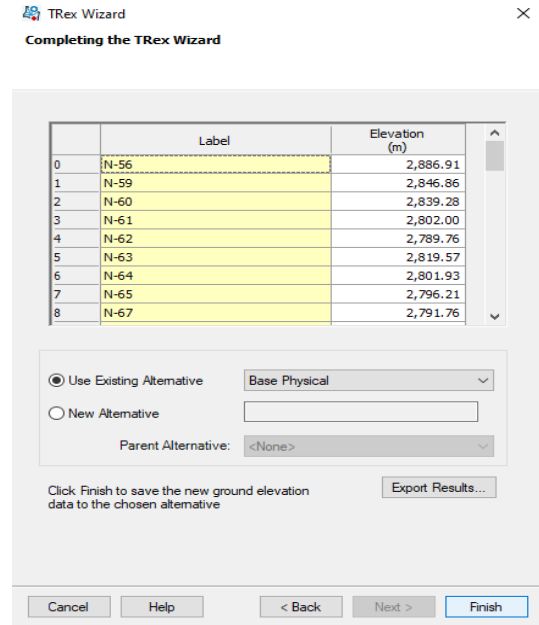 TRex Wizard
Completing the TRex Wizard
Label Elevation
(m)
0 N-56 2,886.91
1 N-59 2,846.86
2 N-60 2,839.28
3 N-61 2,802.00
4 N-62 2,789.76
5 N-63 2,819.57
6 N-64 2,801.93
7 N-65 2,796.21
8 N-67 2,791.76
Use Existing Alternative Base Physical
New Alternative
Parent Alternative: <None>
Click Finish to save the new ground elevation
data to the chosen alternative
Export Results...
Cancel Help < Back Next > Finish